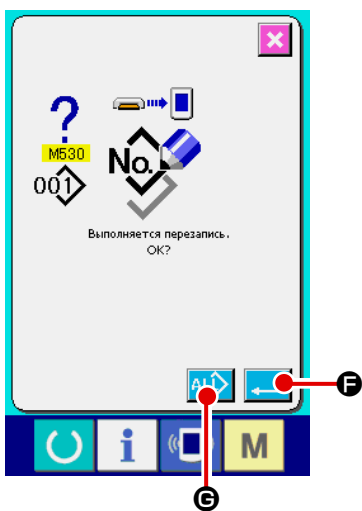 M530
No.
001
Выполняется перезапись.
OK?
ALL
F
i
M
G